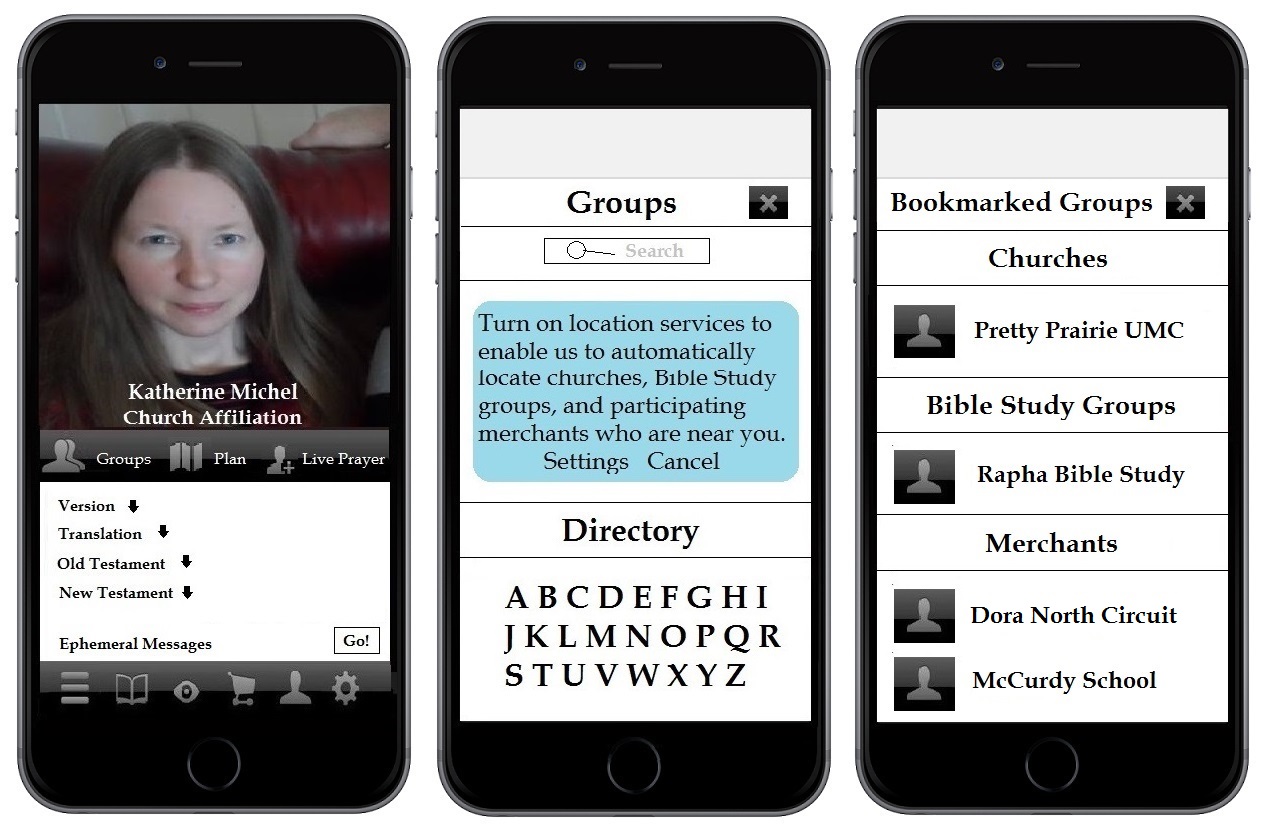 Katherine Michel
Church Affiliation
Groups Plan Live Prayer
Version
Translation
Old Testament
New Testament
Ephemeral Messages Go!
Groups
Search
Turn on location services to
enable us to automatically
locate churches, Bible Study
groups, and participating
merchants who are near you.
Settings Cancel
Directory
A B C D E F G H I
J K L M N O P Q R
S T U V W X Y Z
Bookmarked Groups
Churches
Pretty Prairie UMC
Bible Study Groups
Rapha Bible Study
Merchants
Dora North Circuit
McCurdy School